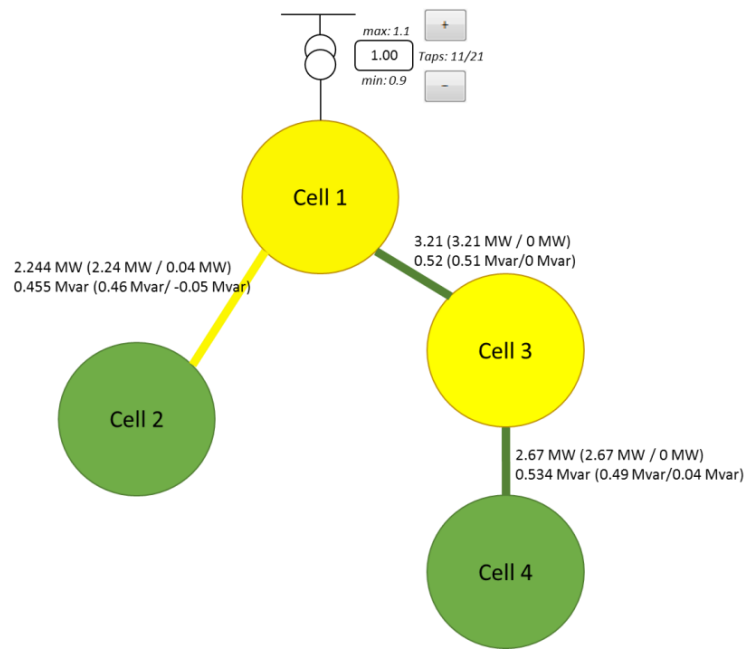 max: 1.1
+
1.00
Taps: 11/21
min: 0.9
−
Cell 1
3.21 (3.21 MW / 0 MW)
0.52 (0.51 Mvar/0 Mvar)
2.244 MW (2.24 MW / 0.04 MW)
0.455 Mvar (0.46 Mvar/ -0.05 Mvar)
Cell 3
Cell 2
2.67 MW (2.67 MW / 0 MW)
0.534 Mvar (0.49 Mvar/0.04 Mvar)
Cell 4